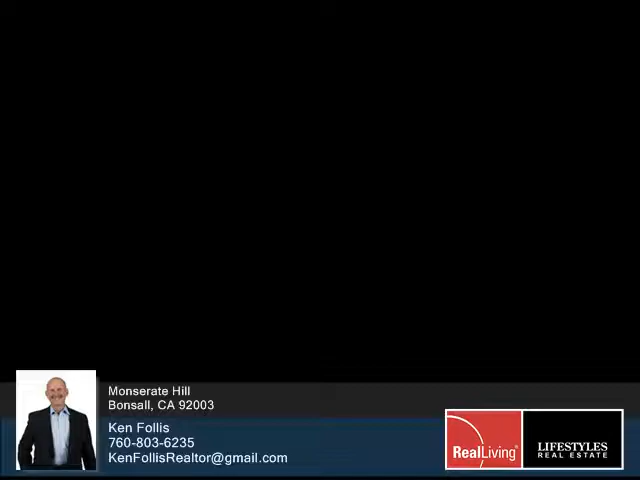 Monserate Hill
Bonsall, CA 92003
Ken Follis
760-803-6235
KenFollisRealtor@gmail.com
RealLiving®
LIFESTYLES
REAL ESTATE